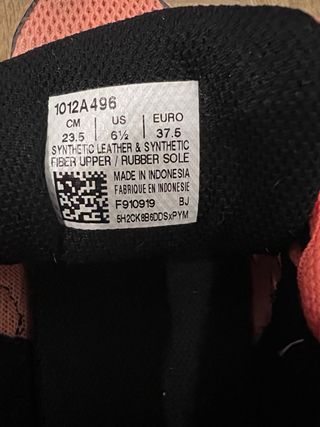 1012A496
CM US EURO
23.5 6½ 37.5
SYNTHETIC LEATHER & SYNTHETIC
FIBER UPPER / RUBBER SOLE
MADE IN INDONESIA
FABRIQUE EN INDONESIE
F910919 BJ
5H2CK6B6DDSxPYM